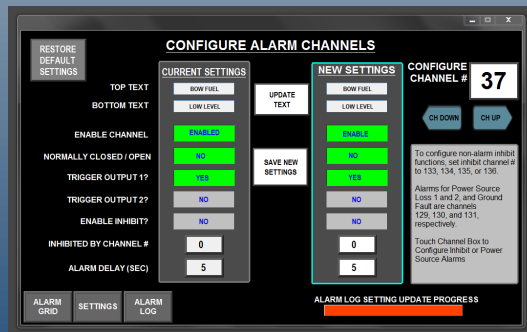 RESTORE
DEFAULT
SETTINGS
CONFIGURE ALARM CHANNELS
CURRENT SETTINGS
NEW SETTINGS
CONFIGURE
CHANNEL #
37
TOP TEXT
BOW FUEL
UPDATE
TEXT
BOW FUEL
BOTTOM TEXT
LOW LEVEL
LOW LEVEL
CH DOWN
CH UP
ENABLE CHANNEL
ENABLED
ENABLE
NORMALLY CLOSED / OPEN
NO
SAVE NEW
SETTINGS
NO
TRIGGER OUTPUT 1?
YES
YES
TRIGGER OUTPUT 2?
NO
NO
ENABLE INHIBIT?
NO
NO
INHIBITED BY CHANNEL #
0
0
ALARM DELAY (SEC)
5
5
To configure non-alarm inhibit
functions, set inhibit channel #
to 133, 134, 135, or 136.
Alarms for Power Source
Loss 1 and 2, and Ground
Fault are channels
129, 130, and 131,
respectively.
Touch Channel Box to
Configure Inhibit or Power
Source Alarms
ALARM
GRID
SETTINGS
ALARM
LOG
ALARM LOG SETTING UPDATE PROGRESS